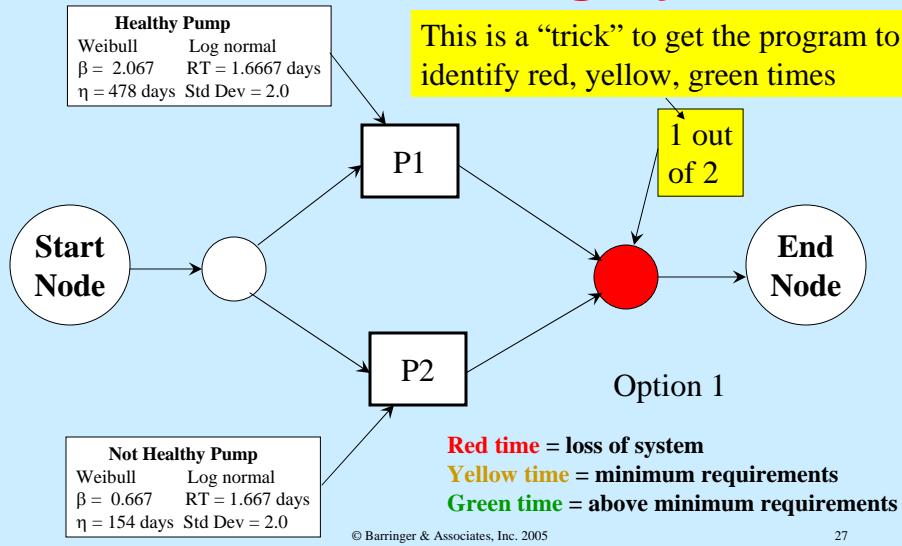 Healthy Pump
Weibull Log normal
β = 2.067 RT = 1.6667 days
η = 478 days Std Dev = 2.0
This is a “trick” to get the program to
identify red, yellow, green times
1 out
of 2
P1
Start
Node
End
Node
P2
Option 1
Not Healthy Pump
Weibull Log normal
β = 0.667 RT = 1.667 days
η = 154 days Std Dev = 2.0
Red time = loss of system
Yellow time = minimum requirements
Green time = above minimum requirements
© Barringer & Associates, Inc. 2005 27